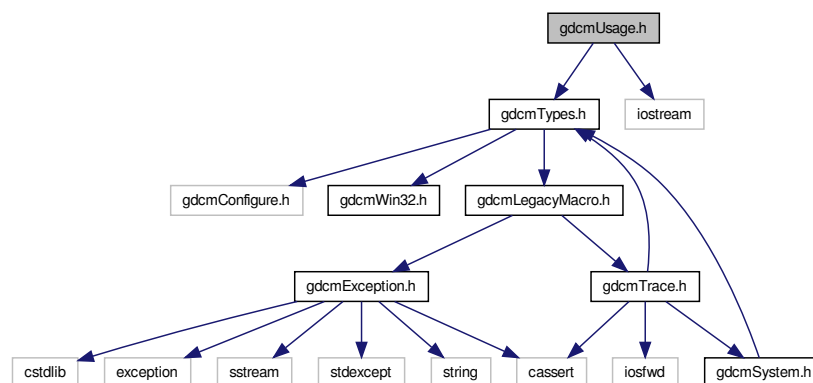 gdcmUsage.h
gdcmTypes.h
iostream
gdcmConfigure.h
gdcmWin32.h
gdcmLegacyMacro.h
gdcmException.h
gdcmTrace.h
cstdlib
exception
sstream
stdexcept
string
cassert
iosfwd
gdcmSystem.h